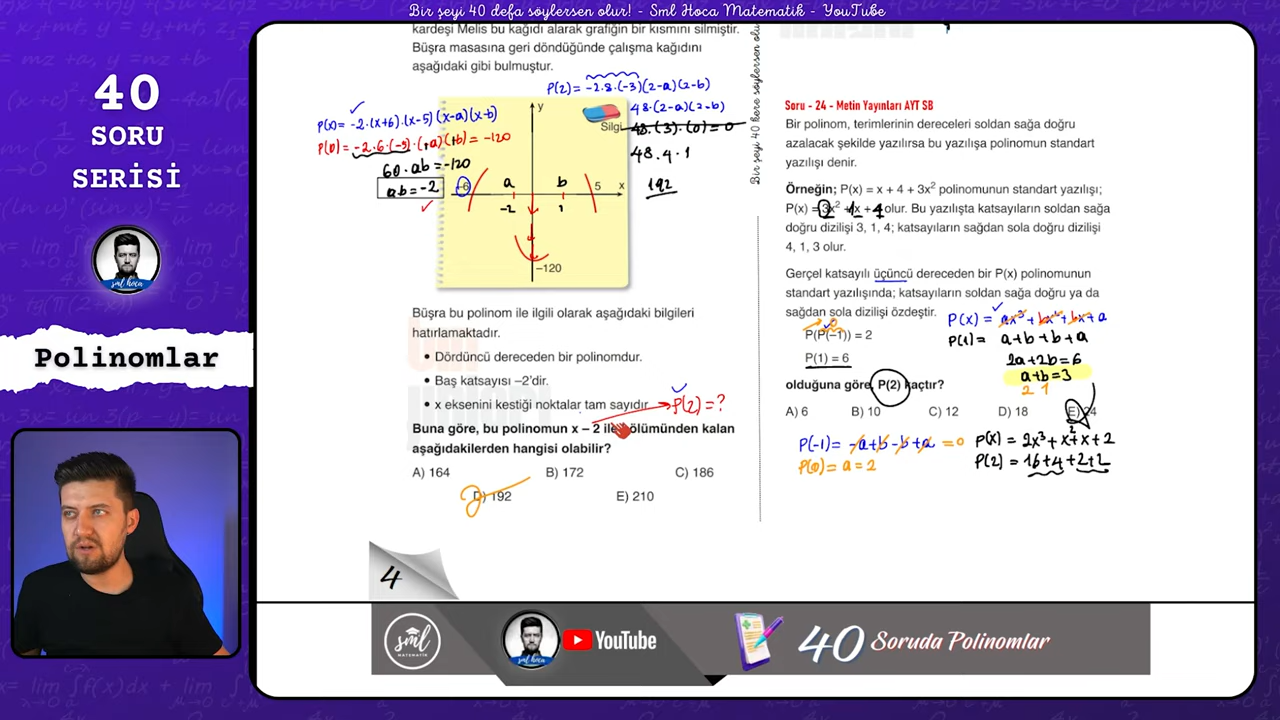 Bir şeyi 40 defa söylersen olur! - Sml Hoca Matematik - YouTube
40
SORU
SERİSİ
sml hoca
Polinomlar
kardeşi Melis bu kağıdı alarak grafiğin bir kısmını silmiştir.
Büşra masasına geri döndüğünde çalışma kağıdını
aşağıdaki gibi bulmuştur.
P(2) = -2.8.(-3)(2-a)(2-b)
48.(2-a)(2-b)
48.(3).(0) = 0
48.4.1
192
P(x) = -2.(x+6).(x-5)(x-a)(x-b)
P(0) = -2.6.(-5).(+a)(+b) = -120
60.ab = -120
ab = -2
y
Silgi
-6
a
b
5
x
-2
1
–120
Büşra bu polinom ile ilgili olarak aşağıdaki bilgileri
hatırlamaktadır.
• Dördüncü dereceden bir polinomdur.
• Baş katsayısı –2'dir.
• x eksenini kestiği noktalar tam sayıdır.
P(2) = ?
Buna göre, bu polinomun x – 2 ile bölümünden kalan
aşağıdakilerden hangisi olabilir?
A) 164 B) 172 C) 186
D) 192 E) 210
4
Bir şeyi 40 kere söylersen olu
Soru - 24 - Metin Yayınları AYT SB
Bir polinom, terimlerinin dereceleri soldan sağa doğru
azalacak şekilde yazılırsa bu yazılışa polinomun standart
yazılışı denir.
Örneğin; P(x) = x + 4 + 3x² polinomunun standart yazılışı;
P(x) = 3x² + 1x + 4 olur. Bu yazılışta katsayıların soldan sağa
doğru dizilişi 3, 1, 4; katsayıların sağdan sola doğru dizilişi
4, 1, 3 olur.
Gerçel katsayılı üçüncü dereceden bir P(x) polinomunun
standart yazılışında; katsayıların soldan sağa doğru ya da
sağdan sola dizilişi özdeştir.
0
P(P(–1)) = 2
P(1) = 6
P(x) = ax³ + bx² + bx + a
P(1) = a+b+b+a
2a+2b=6
a+b=3
2 1
olduğuna göre, P(2) kaçtır?
A) 6 B) 10 C) 12 D) 18 E) 24
P(-1) = -a+b-b+a = 0
P(0) = a = 2
P(x) = 2x³+x²+x+2
P(2) = 16+4+2+2
sml
MATEMATİK
sml hoca
YouTube
40 Soruda Polinomlar